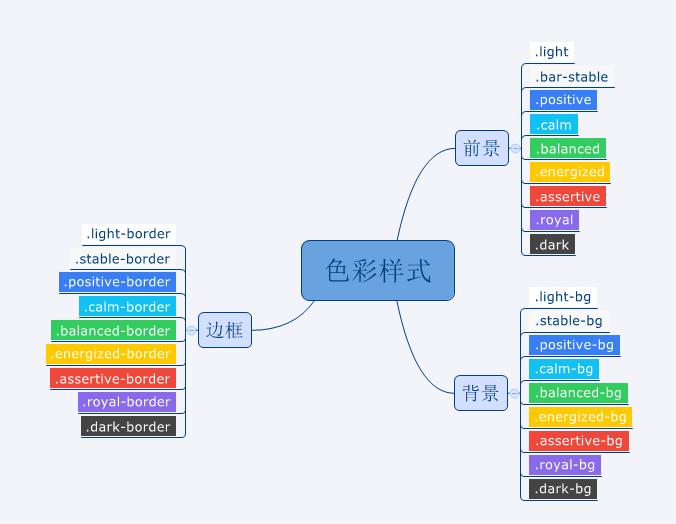 色彩样式
前景
.light
.bar-stable
.positive
.calm
.balanced
.energized
.assertive
.royal
.dark
背景
.light-bg
.stable-bg
.positive-bg
.calm-bg
.balanced-bg
.energized-bg
.assertive-bg
.royal-bg
.dark-bg
边框
.light-border
.stable-border
.positive-border
.calm-border
.balanced-border
.energized-border
.assertive-border
.royal-border
.dark-border